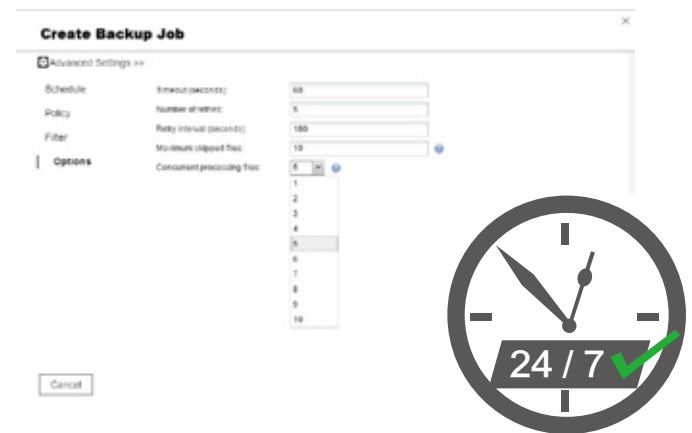 Create Backup Job
Advanced Settings >>
Schedule
Policy
Filter
Options
Timeout (seconds):
60
Number of retries:
5
Retry interval (seconds):
180
Maximum skipped files:
10
Concurrent processing files:
5
1
2
3
4
5
6
7
8
9
10
Cancel
24 / 7